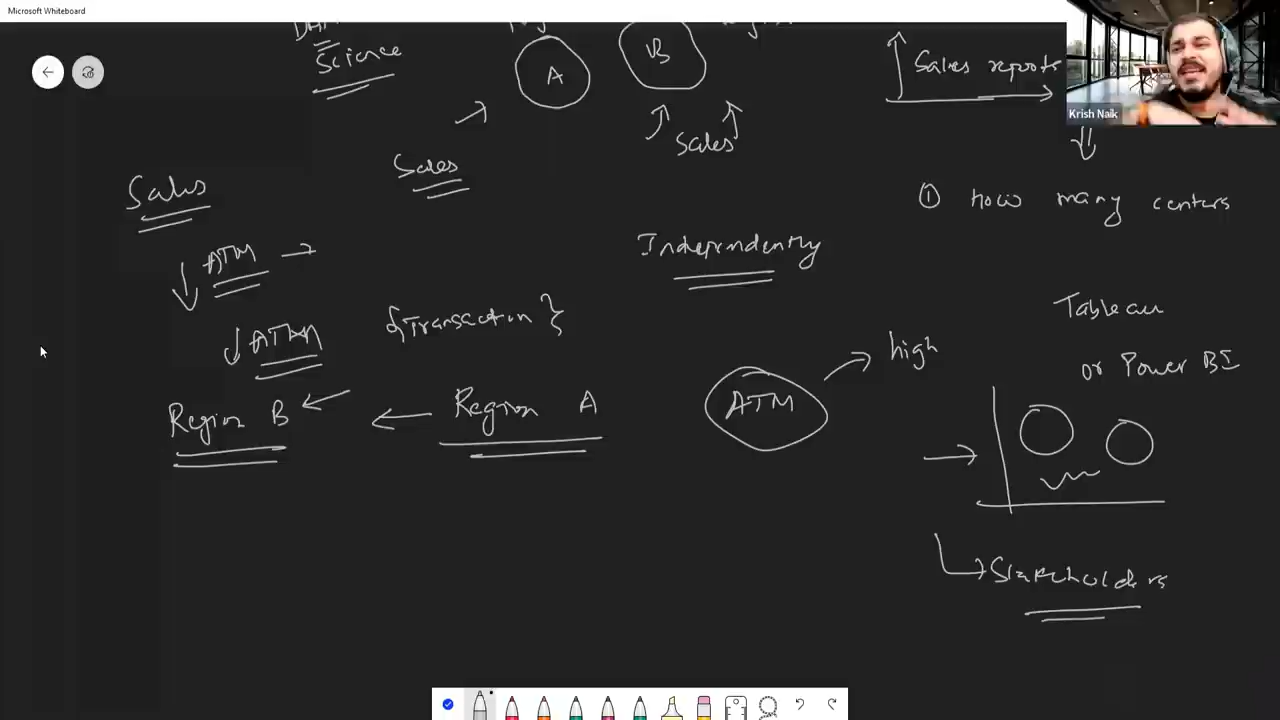 Microsoft Whiteboard
Science
A
B
Sales reports
Krish Naik
Sales
Sales
Sales
① how many centers
ATM
Independently
ATM
{Transaction}
Tableau
high
or Power BI
ATM
Region B
Region A
Stakeholders